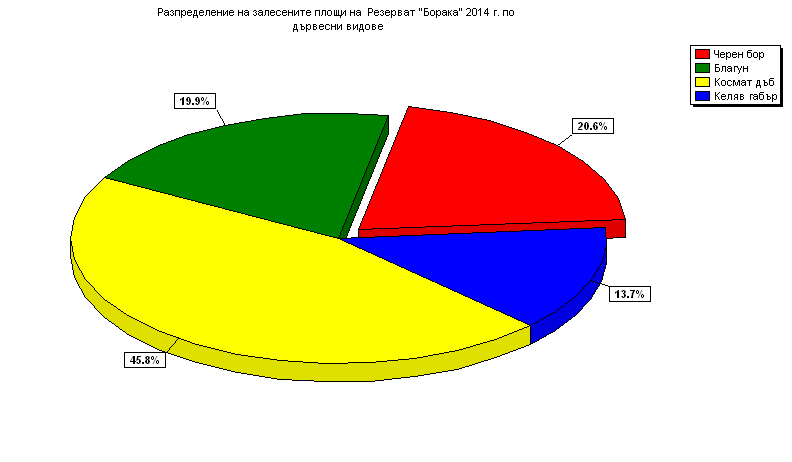 Разпределение на залесените площи на Резерват "Борака" 2014 г. по
дървесни видове
Черен бор
Благун
Космат дъб
Келяв габър
19.9%
20.6%
13.7%
45.8%